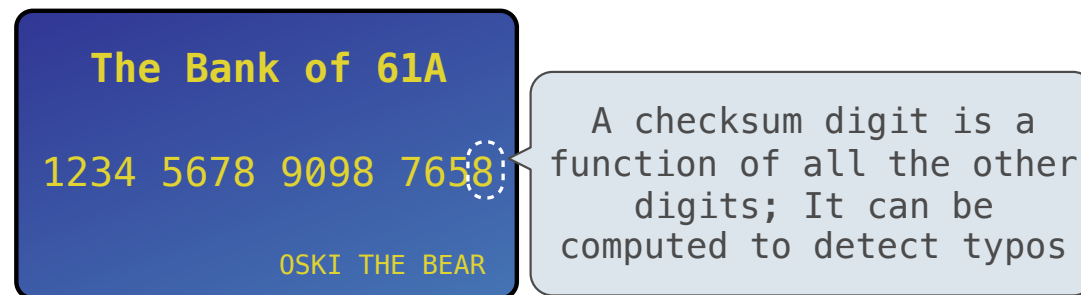 The Bank of 61A
1234 5678 9098 7658
OSKI THE BEAR
A checksum digit is a
function of all the other
digits; It can be
computed to detect typos